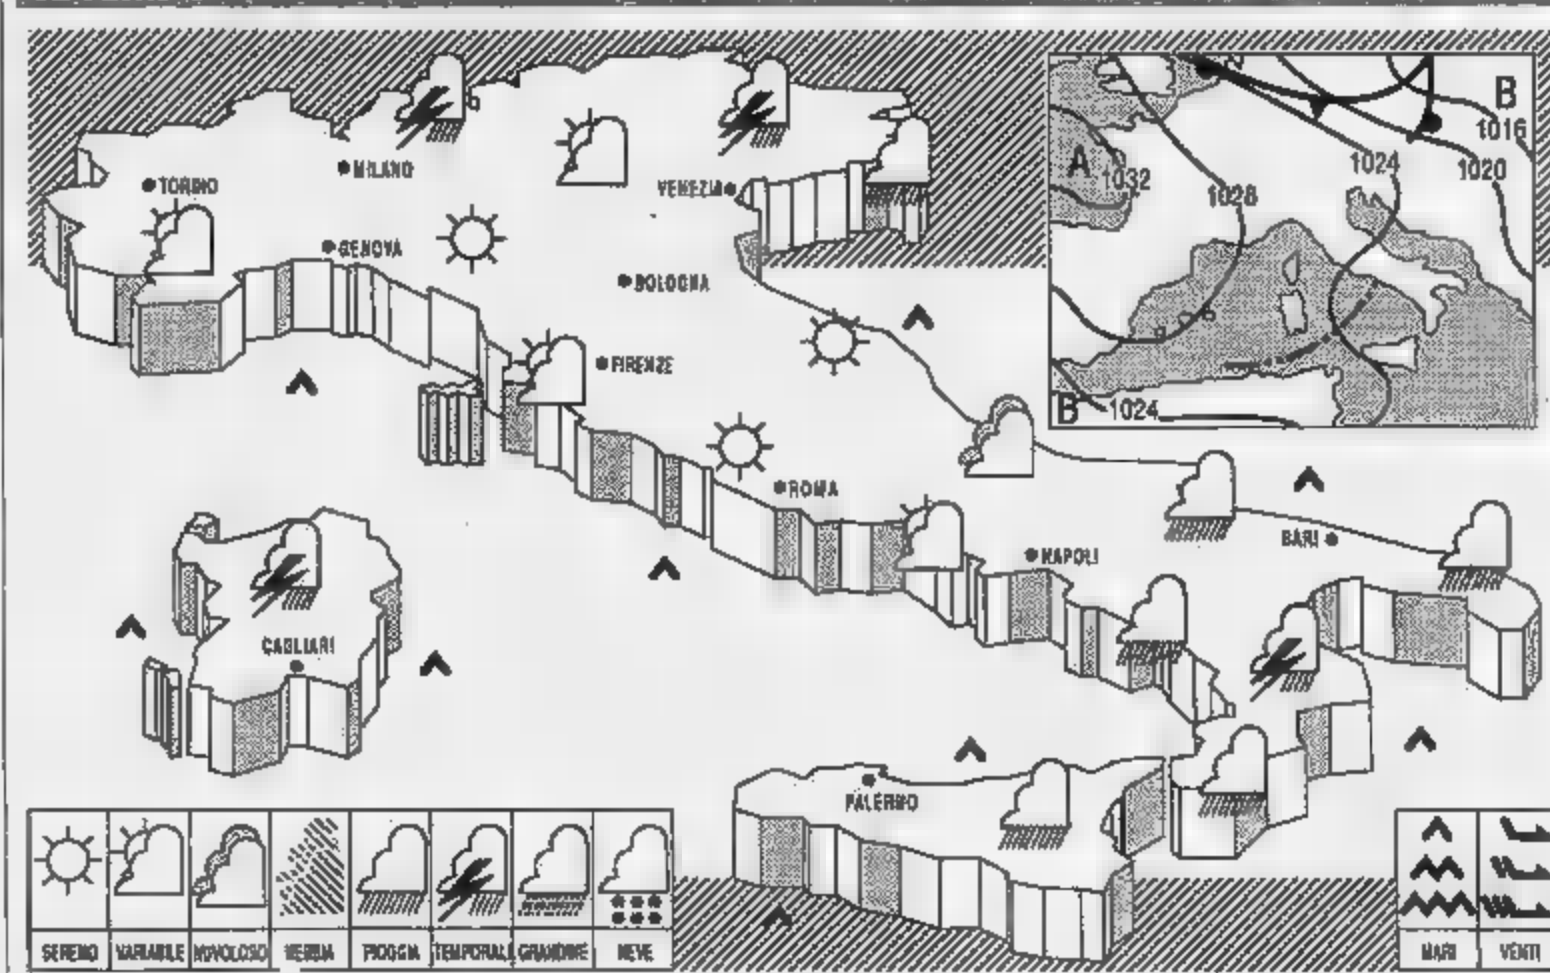 MILANO
TORINO
VENEZIA
GENOVA
BOLOGNA
FIRENZE
ROMA
NAPOLI
BARI
CAGLIARI
PALERMO
B
1016
A
1032
1024
1020
1028
B
1024
SERENO VARIABILE NUVOLOSO NEBBIA PIOGGIA TEMPORALE GRANDINE NEVE
MARI VENTI